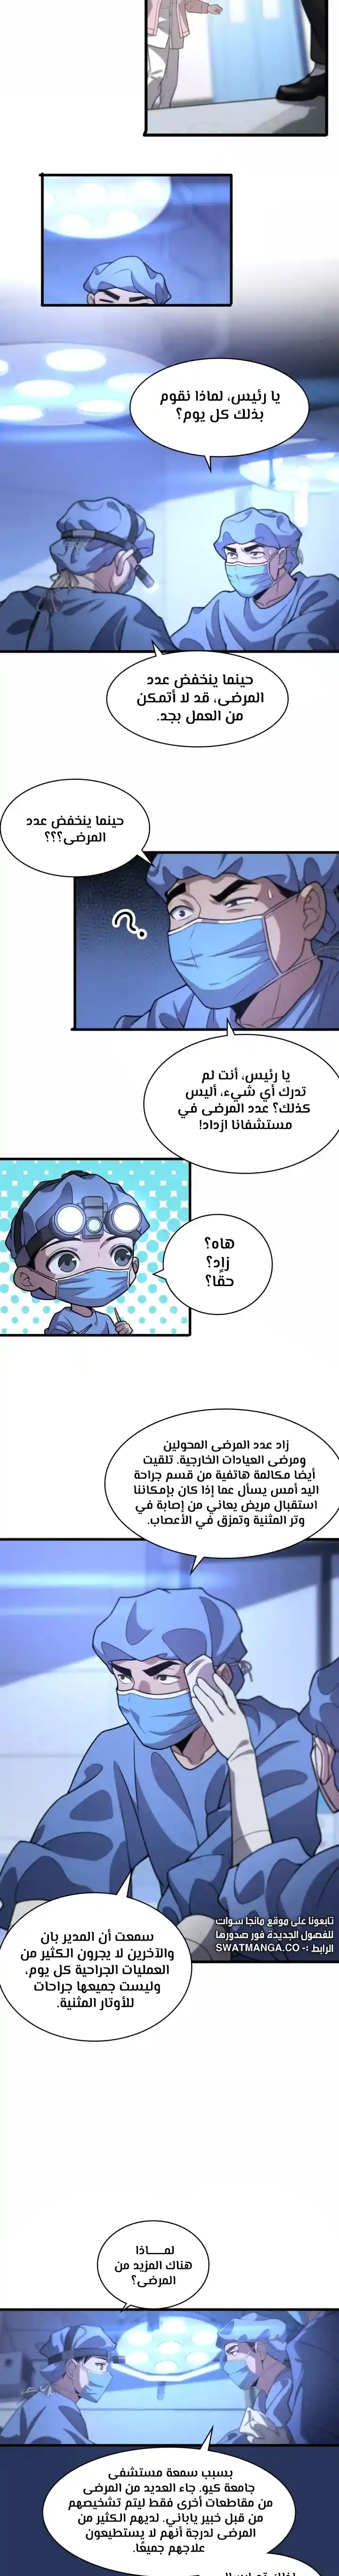 يا رئيس، لماذا نقوم
بذلك كل يوم؟
حينما ينخفض عدد
المرضى، قد لا أتمكن
من العمل بجد.
حينما ينخفض عدد
المرضى؟؟؟
?.
يا رئيس، أنت لم
تدرك أي شيء، أليس
كذلك؟ عدد المرضى في
مستشفانا ازداد!
هاه؟
زاد؟
حقًا؟
زاد عدد المرضى المحولين
ومرضى العيادات الخارجية. تلقيت
أيضًا مكالمة هاتفية من قسم جراحة
اليد أمس يسأل عما إذا كان بإمكاننا
استقبال مريض يعاني من إصابة في
وتر المثنية وتمزق في الأعصاب.
تابعونا على موقع مانجا سوات
للفصول الجديدة فور صدورها
الرابط :- SWATMANGA.CO
سمعت أن المدير بان
والآخرين لا يجرون الكثير من
العمليات الجراحية كل يوم،
وليست جميعها جراحات
للأوتار المثنية.
لمـــــاذا
هناك المزيد من
المرضى؟
بسبب سمعة مستشفى
جامعة كيو، جاء العديد من المرضى
من مقاطعات أخرى فقط ليتم تشخيصهم
من قبل خبير ياباني. لديهم الكثير من
المرضى لدرجة أنهم لا يستطيعون
علاجهم جميعًا.